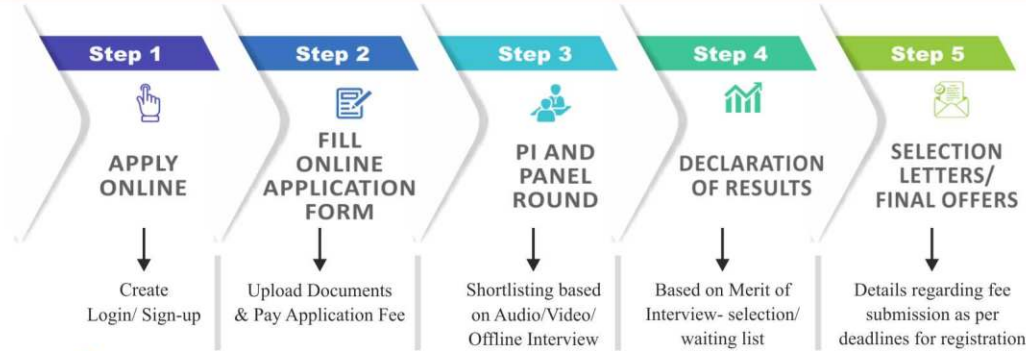 Step 1
APPLY
ONLINE
Create
Login/ Sign-up
Step 2
FILL
ONLINE
APPLICATION
FORM
Upload Documents
& Pay Application Fee
Step 3
PI AND
PANEL
ROUND
Shortlisting based
on Audio/Video/
Offline Interview
Step 4
DECLARATION
OF RESULTS
Based on Merit of
Interview- selection/
waiting list
Step 5
SELECTION
LETTERS/
FINAL OFFERS
Details regarding fee
submission as per
deadlines for registration